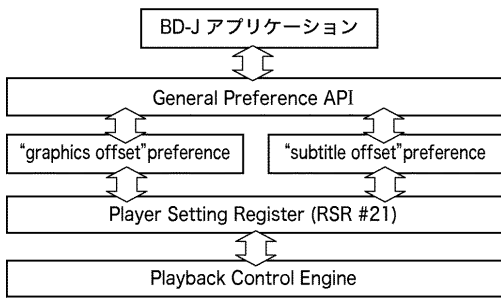 BD-J アプリケーション
General Preference API
“graphics offset”preference
“subtitle offset”preference
Player Setting Register (RSR #21)
Playback Control Engine